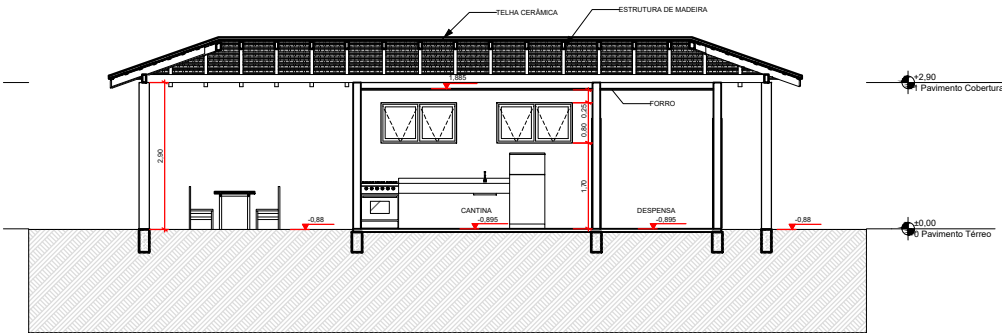 TELHA CERÂMICA
ESTRUTURA DE MADEIRA
1,885
+2,90
1 Pavimento Cobertura
FORRO
0,25
0,80
2,90
1,70
CANTINA
DESPENSA
-0,88
-0,895
-0,895
-0,88
±0,00
0 Pavimento Térreo